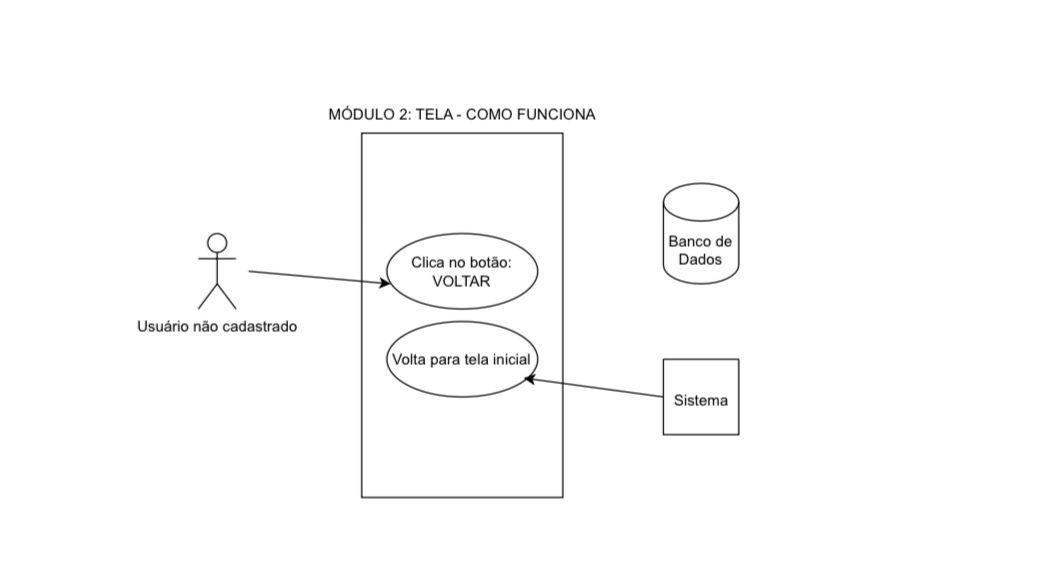 MÓDULO 2: TELA - COMO FUNCIONA
Clica no botão:
VOLTAR
Volta para tela inicial
Usuário não cadastrado
Banco de
Dados
Sistema